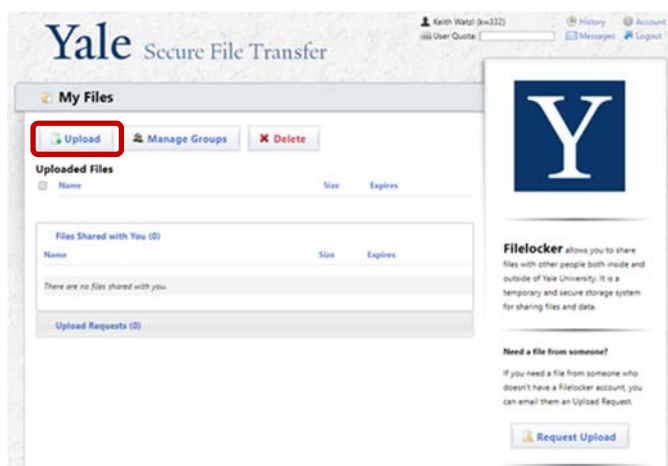 Yale Secure File Transfer
Keith Watzl (kw332)
User Quota:
History
Account
Messages
Logout
My Files
Upload
Manage Groups
Delete
Uploaded Files
Name Size Expires
Files Shared with You (0)
Name Size Expires
There are no files shared with you.
Upload Requests (0)
Y
Filelocker allows you to share
files with other people both inside and
outside of Yale University. It is a
temporary and secure storage system
for sharing files and data.
Need a file from someone?
If you need a file from someone who
doesn't have a Filelocker account, you
can email them an Upload Request.
Request Upload